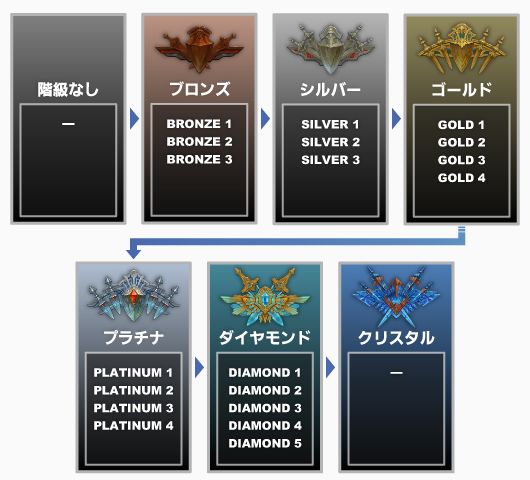 階級なし
—
ブロンズ
BRONZE 1
BRONZE 2
BRONZE 3
シルバー
SILVER 1
SILVER 2
SILVER 3
ゴールド
GOLD 1
GOLD 2
GOLD 3
GOLD 4
プラチナ
PLATINUM 1
PLATINUM 2
PLATINUM 3
PLATINUM 4
ダイヤモンド
DIAMOND 1
DIAMOND 2
DIAMOND 3
DIAMOND 4
DIAMOND 5
クリスタル
—